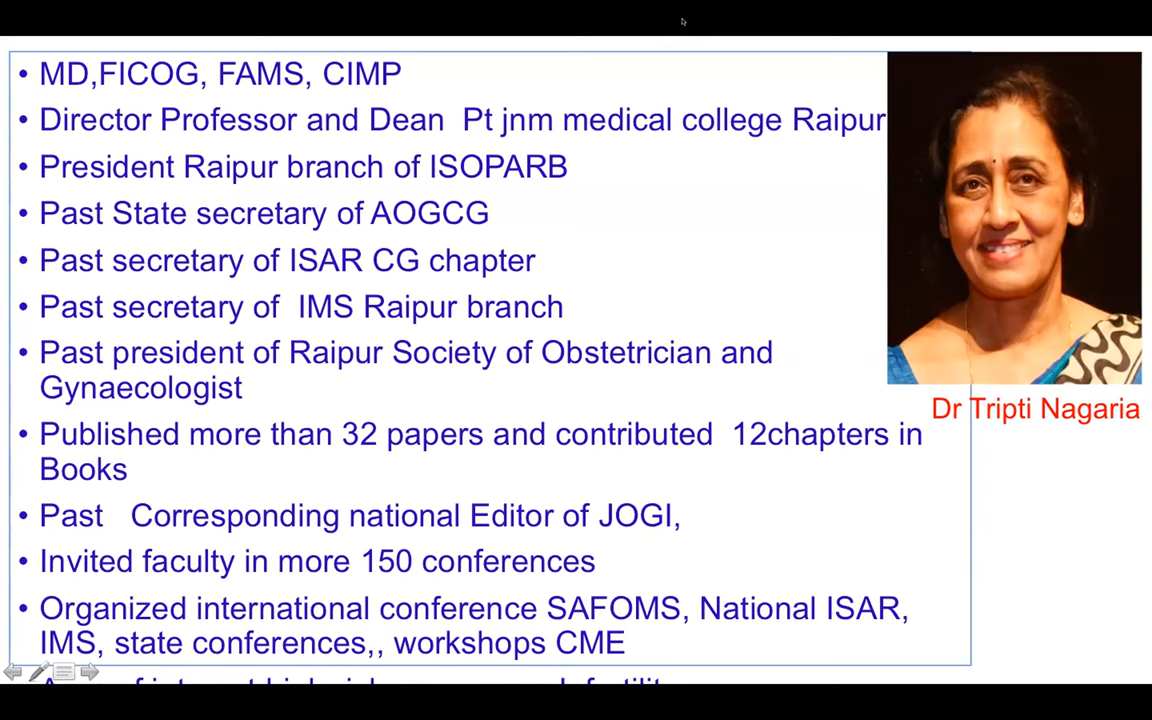 • MD,FICOG, FAMS, CIMP
• Director Professor and Dean Pt jnm medical college Raipur
• President Raipur branch of ISOPARB
• Past State secretary of AOGCG
• Past secretary of ISAR CG chapter
• Past secretary of IMS Raipur branch
• Past president of Raipur Society of Obstetrician and
Gynaecologist
• Published more than 32 papers and contributed 12chapters in
Books
• Past Corresponding national Editor of JOGI,
• Invited faculty in more 150 conferences
• Organized international conference SAFOMS, National ISAR,
IMS, state conferences,, workshops CME
Dr Tripti Nagaria